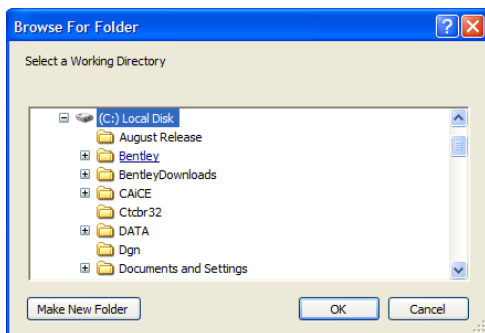 Browse For Folder
Select a Working Directory
(C:) Local Disk
August Release
Bentley
BentleyDownloads
CAiCE
Ctcbr32
DATA
Dgn
Documents and Settings
Make New Folder
OK
Cancel